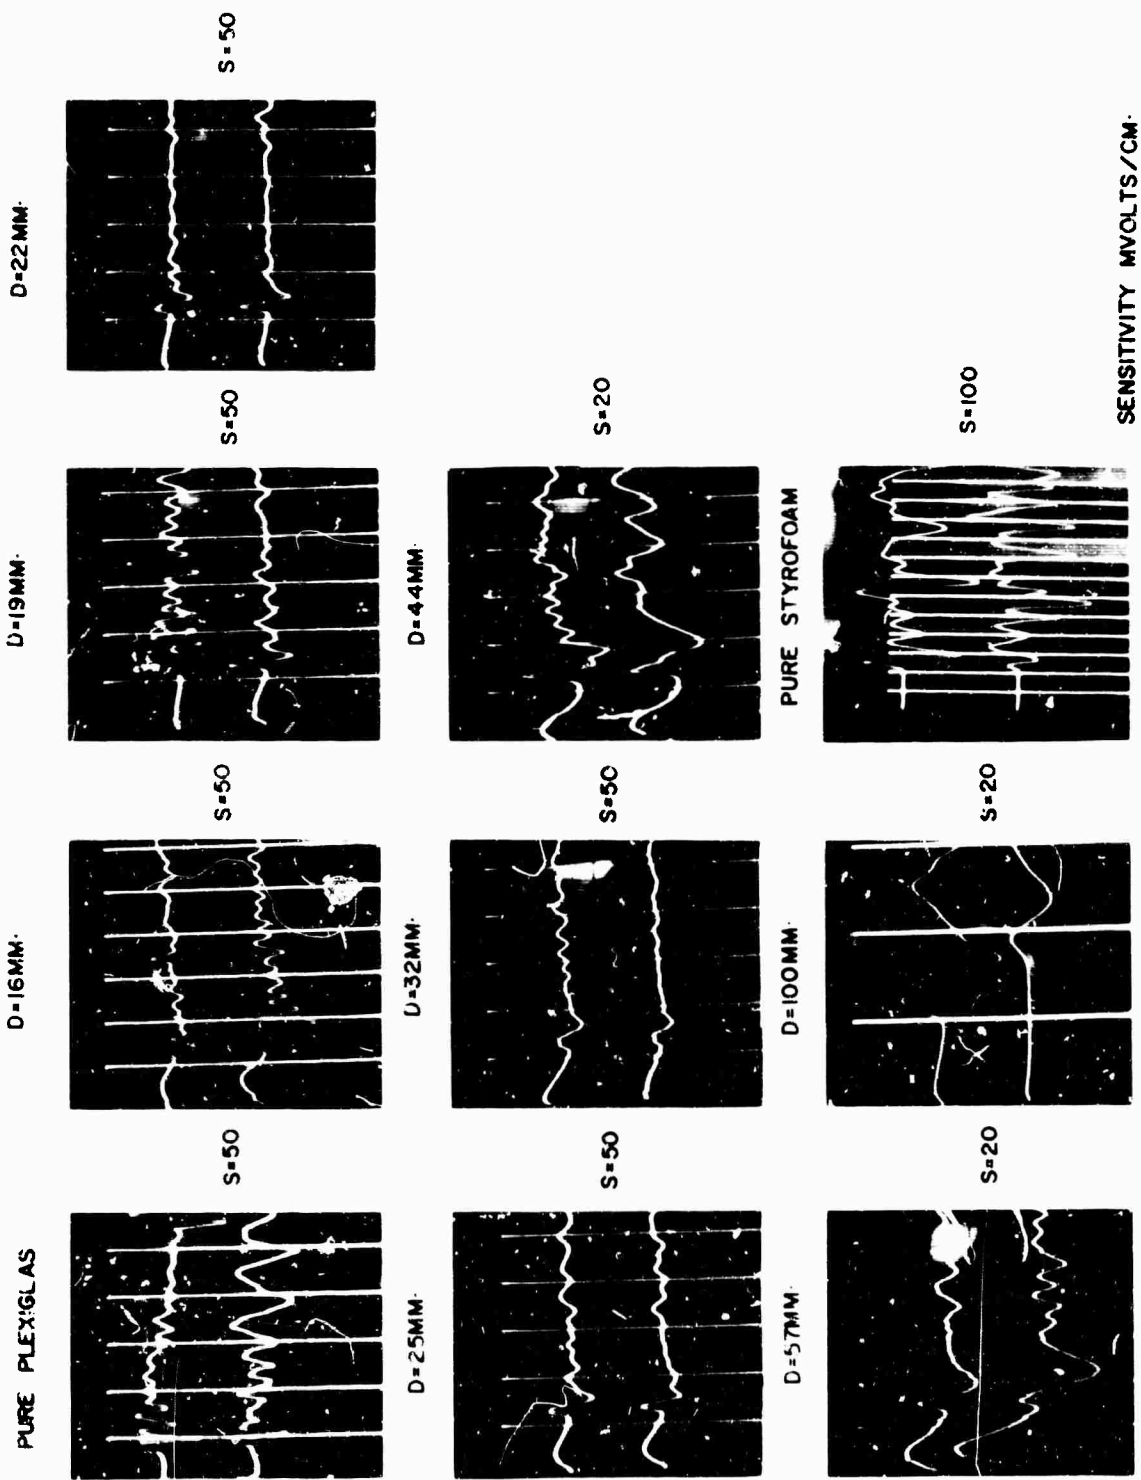 PURE PLEXIGLAS
D=16MM.
D=19MM.
D=22MM.
S=50
S=50
S=50
S=50
D=25MM.
D=32MM.
D=44MM.
S=50
S=50
S=20
D=57MM.
D=100MM.
PURE STYROFOAM
S=20
S=20
S=100
SENSITIVITY MVOLTS/CM.